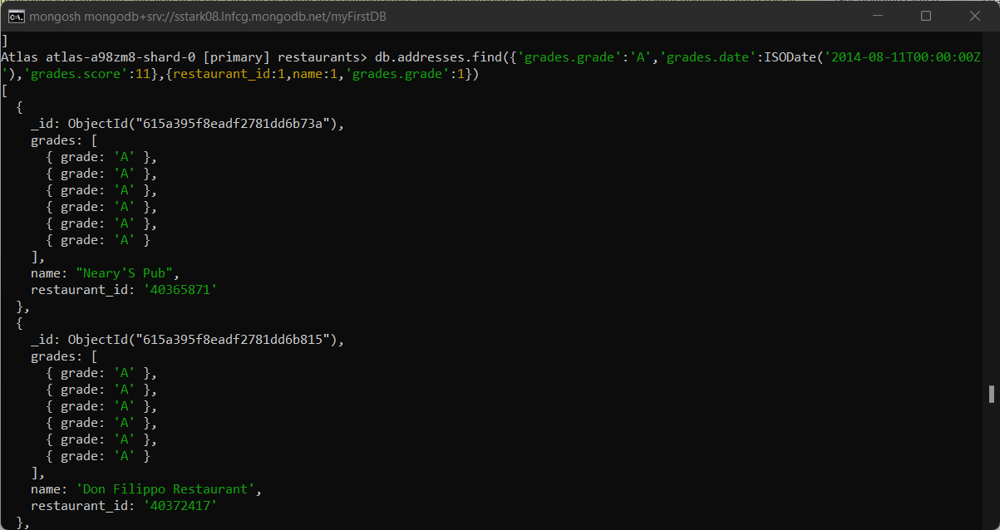 mongosh mongodb+srv://sstark08.lnfcg.mongodb.net/myFirstDB
]
Atlas atlas-a98zm8-shard-0 [primary] restaurants> db.addresses.find({'grades.grade':'A','grades.date':ISODate('2014-08-11T00:00:00Z
'),'grades.score':11},{restaurant_id:1,name:1,'grades.grade':1})
[
  {
    _id: ObjectId("615a395f8eadf2781dd6b73a"),
    grades: [
      { grade: 'A' },
      { grade: 'A' },
      { grade: 'A' },
      { grade: 'A' },
      { grade: 'A' },
      { grade: 'A' }
    ],
    name: "Neary'S Pub",
    restaurant_id: '40365871'
  },
  {
    _id: ObjectId("615a395f8eadf2781dd6b815"),
    grades: [
      { grade: 'A' },
      { grade: 'A' },
      { grade: 'A' },
      { grade: 'A' },
      { grade: 'A' },
      { grade: 'A' }
    ],
    name: 'Don Filippo Restaurant',
    restaurant_id: '40372417'
  },